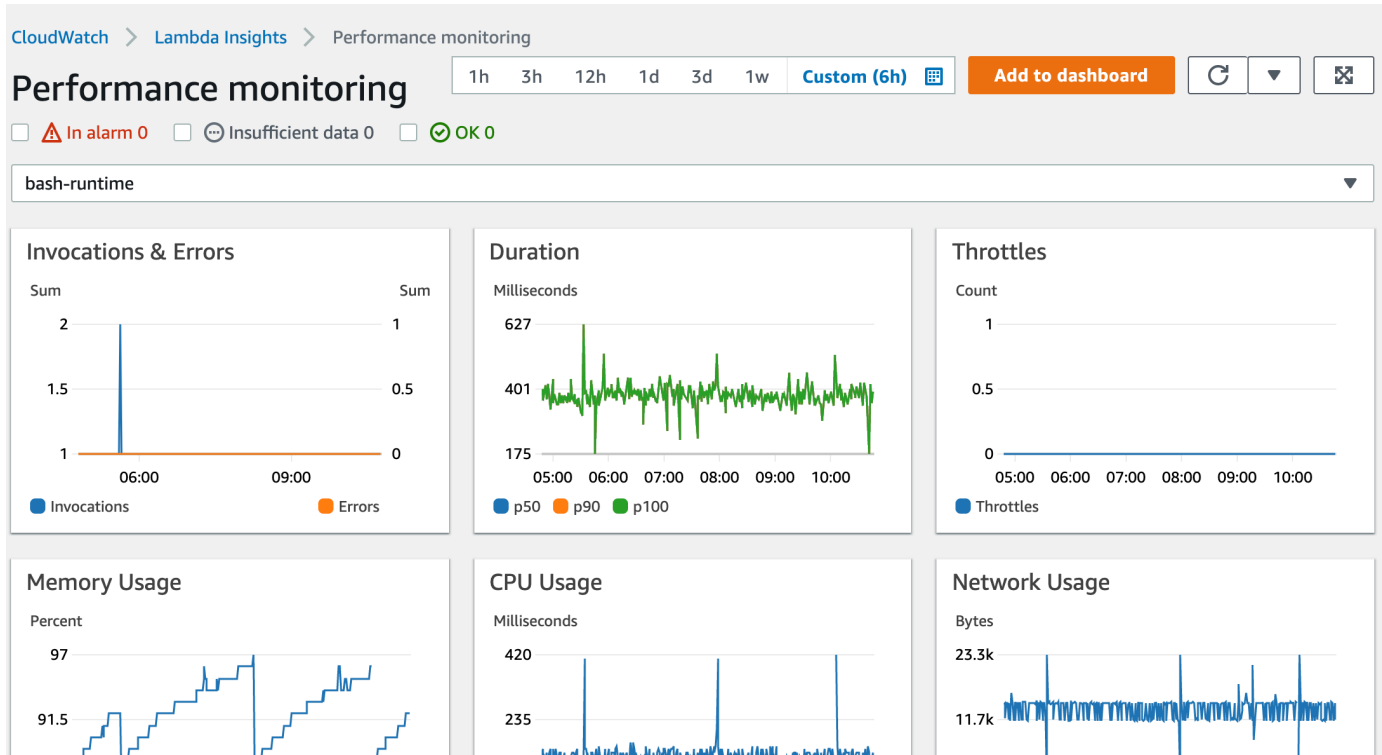 CloudWatch > Lambda Insights > Performance monitoring
Performance monitoring
1h 3h 12h 1d 3d 1w Custom (6h)
Add to dashboard
In alarm 0 Insufficient data 0 OK 0
bash-runtime
Invocations & Errors
Sum Sum
2 1
1.5 0.5
1 0
06:00 09:00
Invocations Errors
Duration
Milliseconds
627
401
175
05:00 06:00 07:00 08:00 09:00 10:00
p50 p90 p100
Throttles
Count
1
0.5
0
05:00 06:00 07:00 08:00 09:00 10:00
Throttles
Memory Usage
Percent
97
91.5
CPU Usage
Milliseconds
420
235
Network Usage
Bytes
23.3k
11.7k